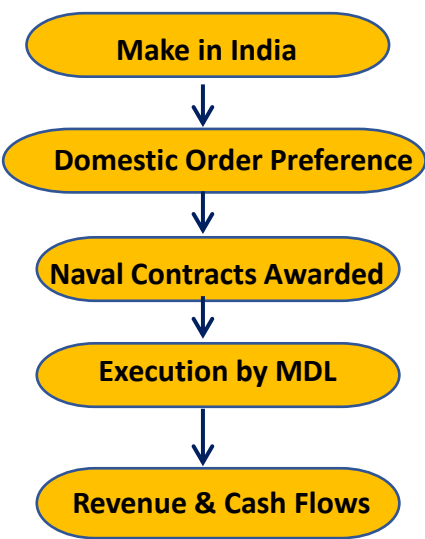 Make in India
Domestic Order Preference
Naval Contracts Awarded
Execution by MDL
Revenue & Cash Flows